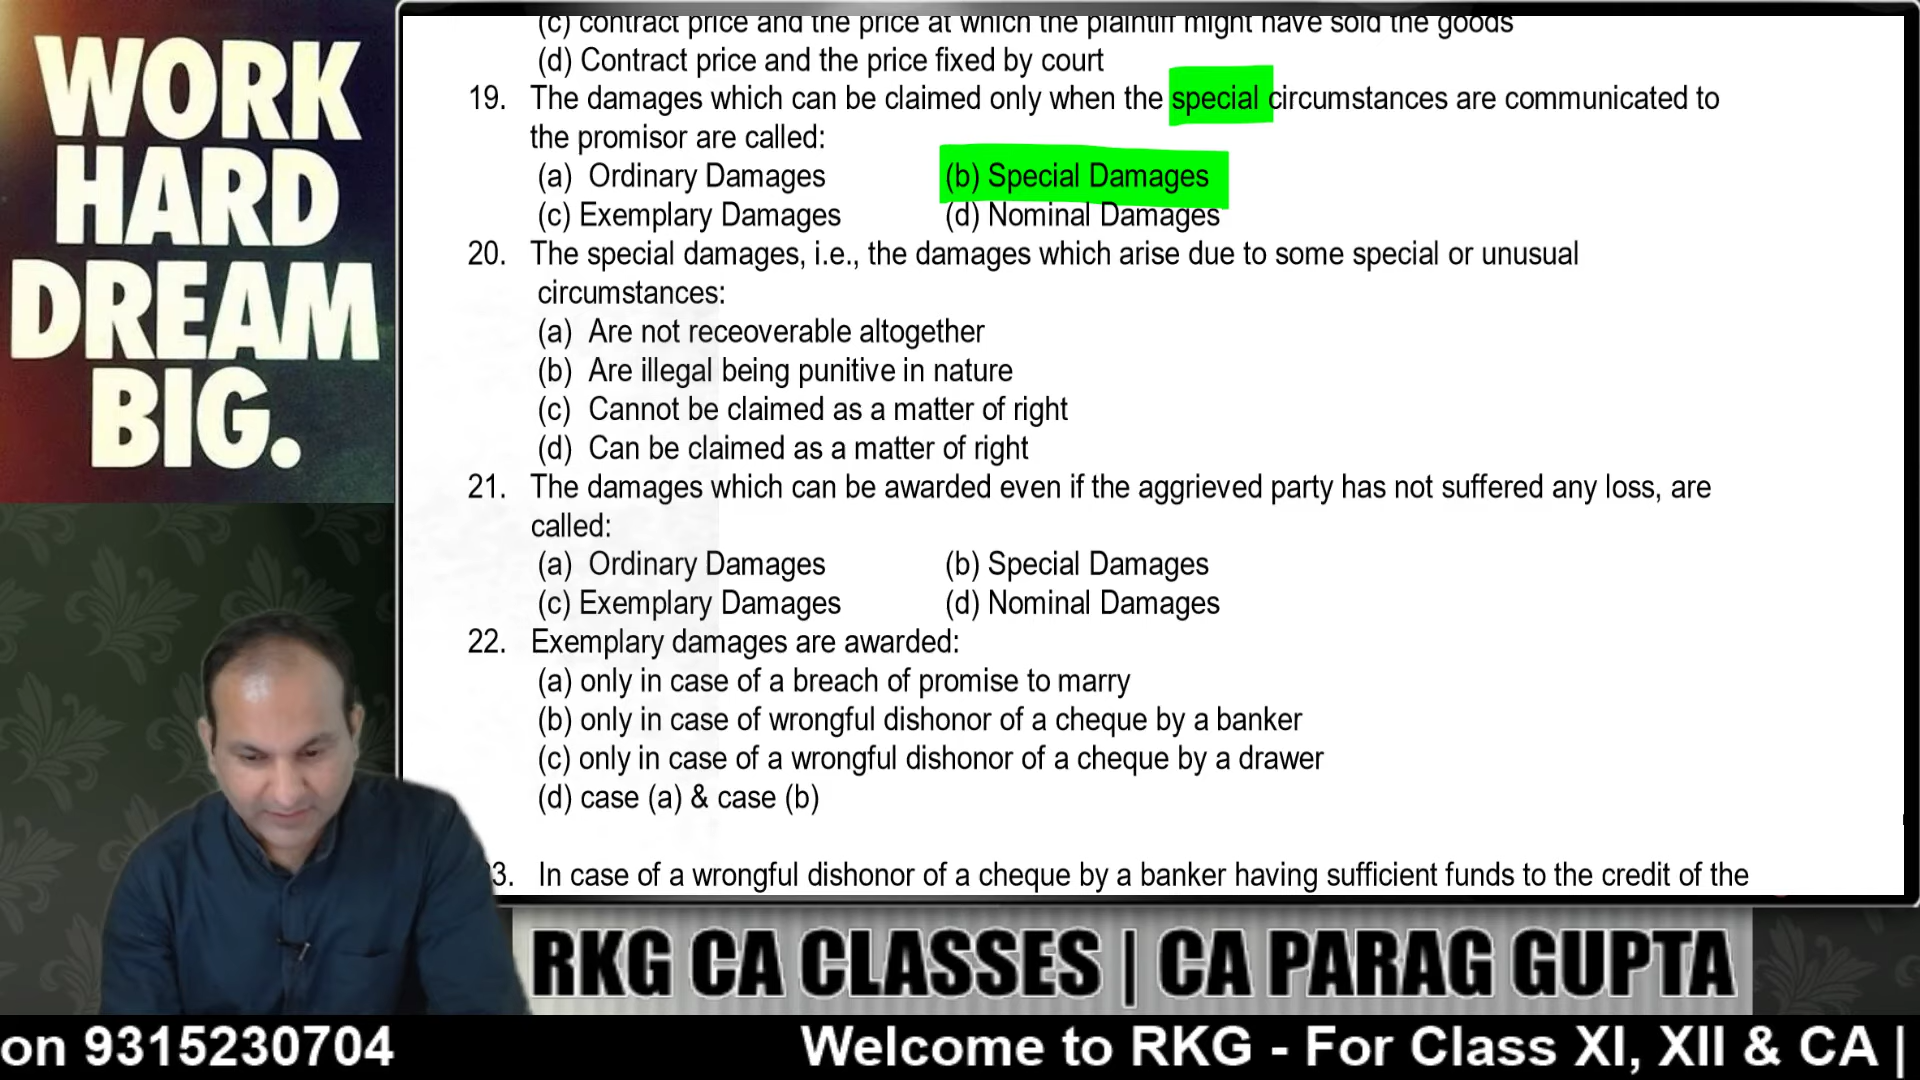 WORK
HARD
DREAM
BIG.
(c) contract price and the price at which the plaintiff might have sold the goods
(d) Contract price and the price fixed by court
19. The damages which can be claimed only when the special circumstances are communicated to
the promisor are called:
(a) Ordinary Damages (b) Special Damages
(c) Exemplary Damages (d) Nominal Damages
20. The special damages, i.e., the damages which arise due to some special or unusual
circumstances:
(a) Are not receoverable altogether
(b) Are illegal being punitive in nature
(c) Cannot be claimed as a matter of right
(d) Can be claimed as a matter of right
21. The damages which can be awarded even if the aggrieved party has not suffered any loss, are
called:
(a) Ordinary Damages (b) Special Damages
(c) Exemplary Damages (d) Nominal Damages
22. Exemplary damages are awarded:
(a) only in case of a breach of promise to marry
(b) only in case of wrongful dishonor of a cheque by a banker
(c) only in case of a wrongful dishonor of a cheque by a drawer
(d) case (a) & case (b)
3. In case of a wrongful dishonor of a cheque by a banker having sufficient funds to the credit of the
RKG CA CLASSES | CA PARAG GUPTA
on 9315230704 Welcome to RKG - For Class XI, XII & CA |